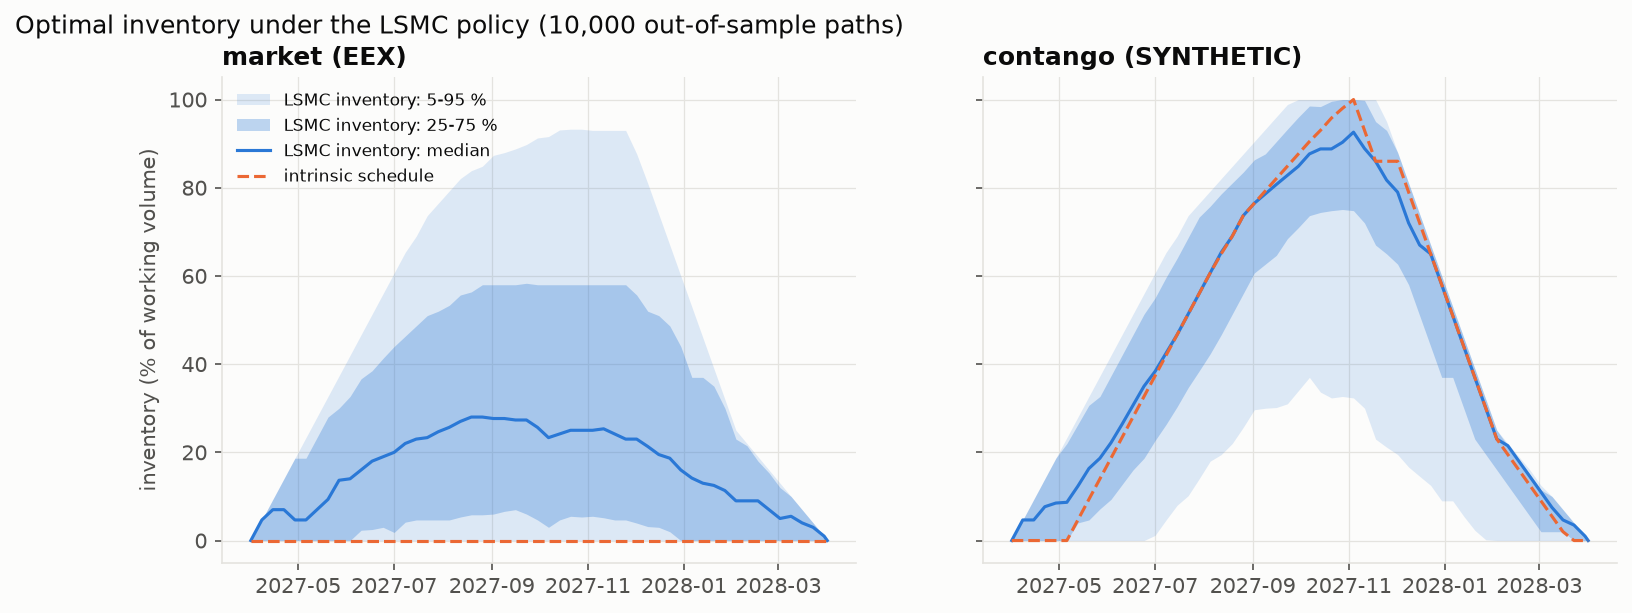 Optimal inventory under the LSMC policy (10,000 out-of-sample paths)
market (EEX)
contango (SYNTHETIC)
LSMC inventory: 5-95 %
LSMC inventory: 25-75 %
LSMC inventory: median
intrinsic schedule
inventory (% of working volume)
100
80
60
40
20
0
2027-05 2027-07 2027-09 2027-11 2028-01 2028-03
2027-05 2027-07 2027-09 2027-11 2028-01 2028-03